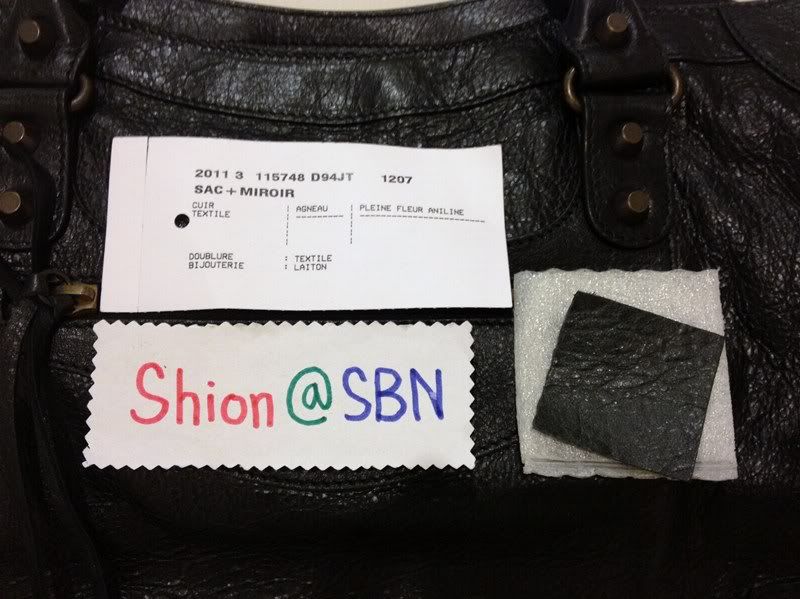 2011 3 115748 D94JT 1207
SAC + MIROIR
CUIR | AGNEAU | PLEINE FLEUR ANILINE
TEXTILE
DOUBLURE : TEXTILE
BIJOUTERIE : LAITON
Shion @ SBN